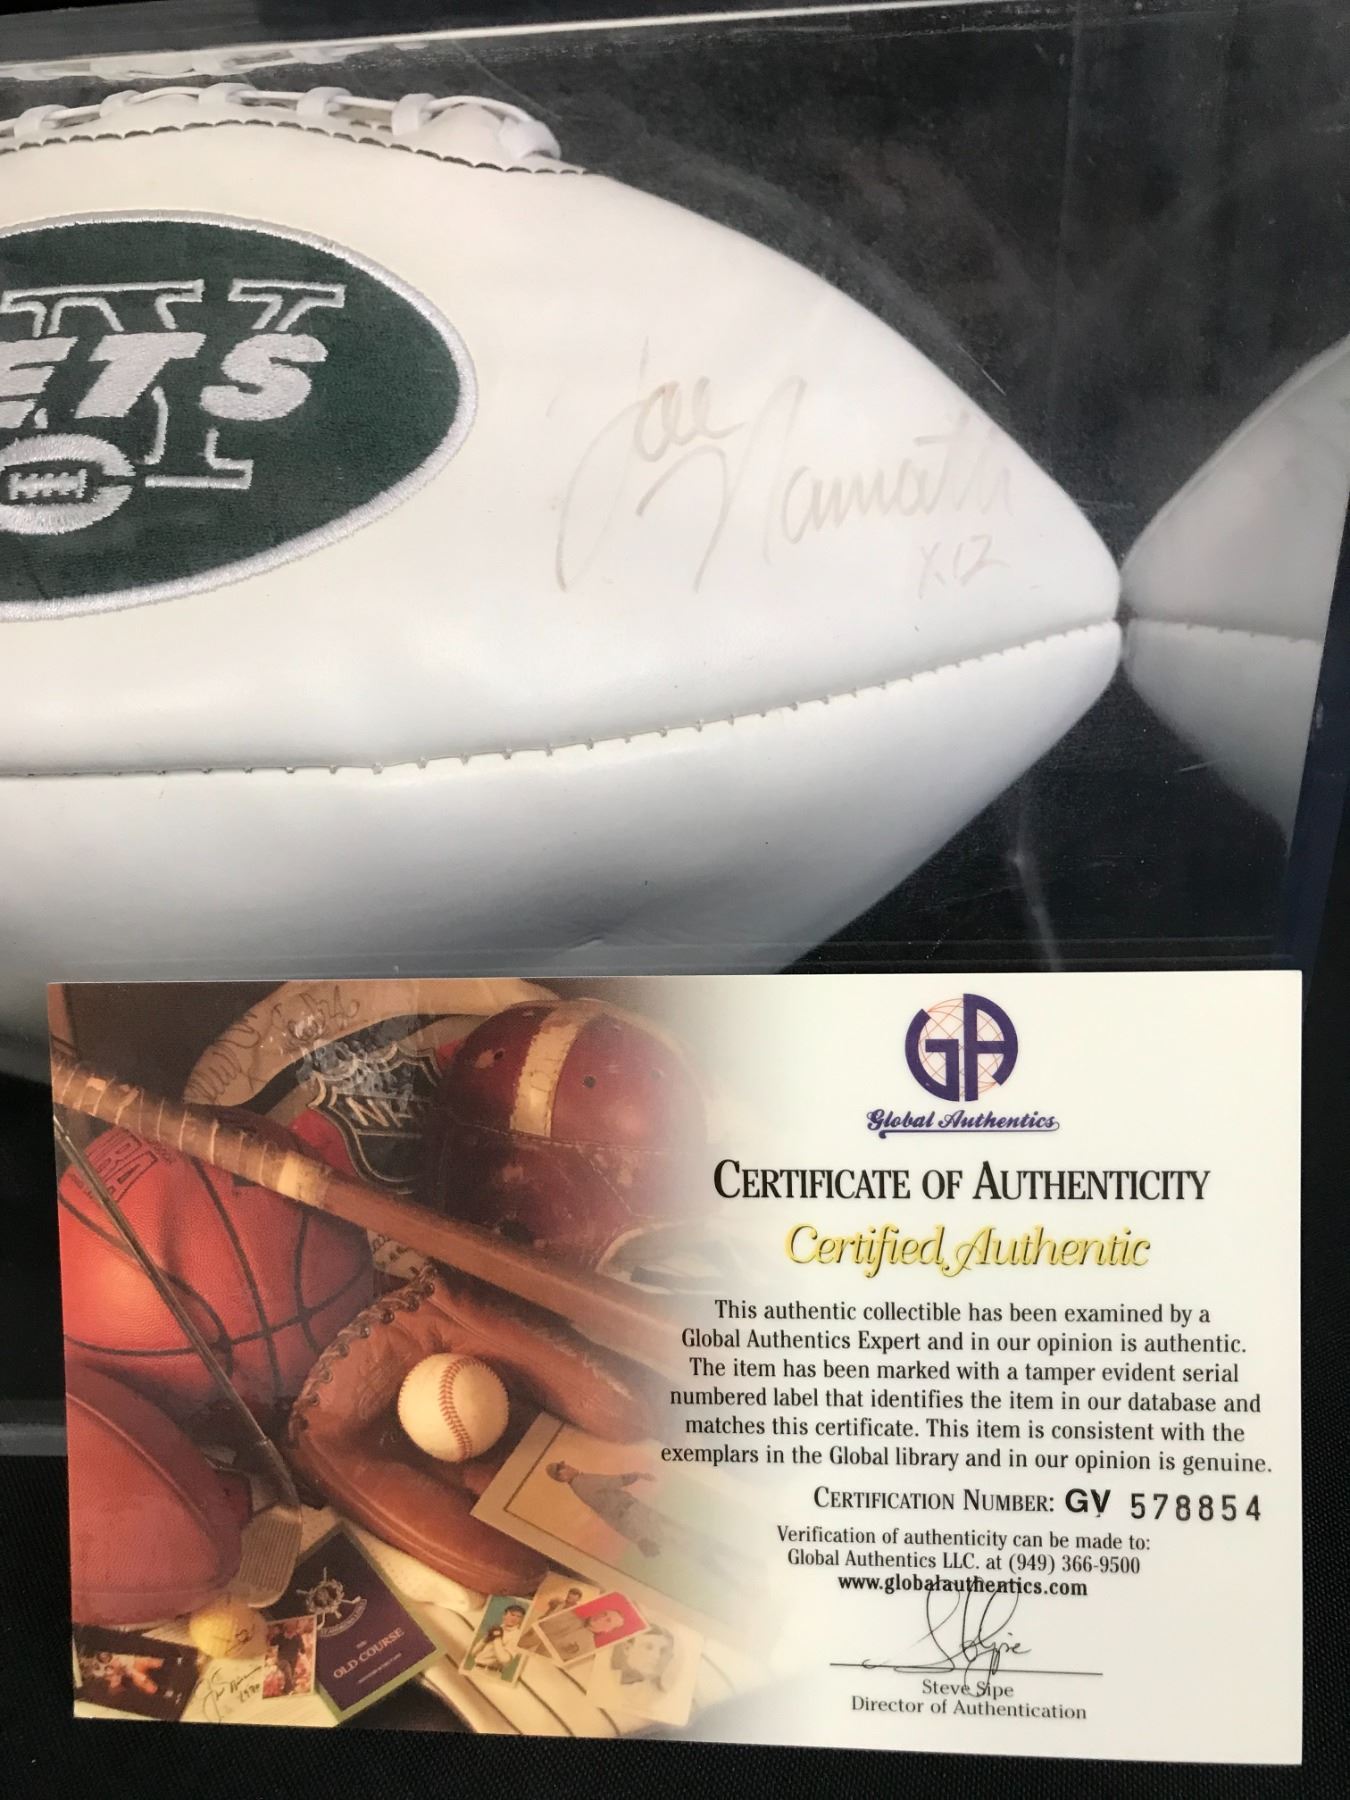 ETS
NY
Joe Namath
X.12
GA
Global Authentics
CERTIFICATE OF AUTHENTICITY
Certified Authentic
This authentic collectible has been examined by a
Global Authentics Expert and in our opinion is authentic.
The item has been marked with a tamper evident serial
numbered label that identifies the item in our database and
matches this certificate. This item is consistent with the
exemplars in the Global library and in our opinion is genuine.
CERTIFICATION NUMBER: GV 578854
Verification of authenticity can be made to:
Global Authentics LLC. at (949) 366-9500
www.globalauthentics.com
Steve Sipe
Director of Authentication
OLD COURSE